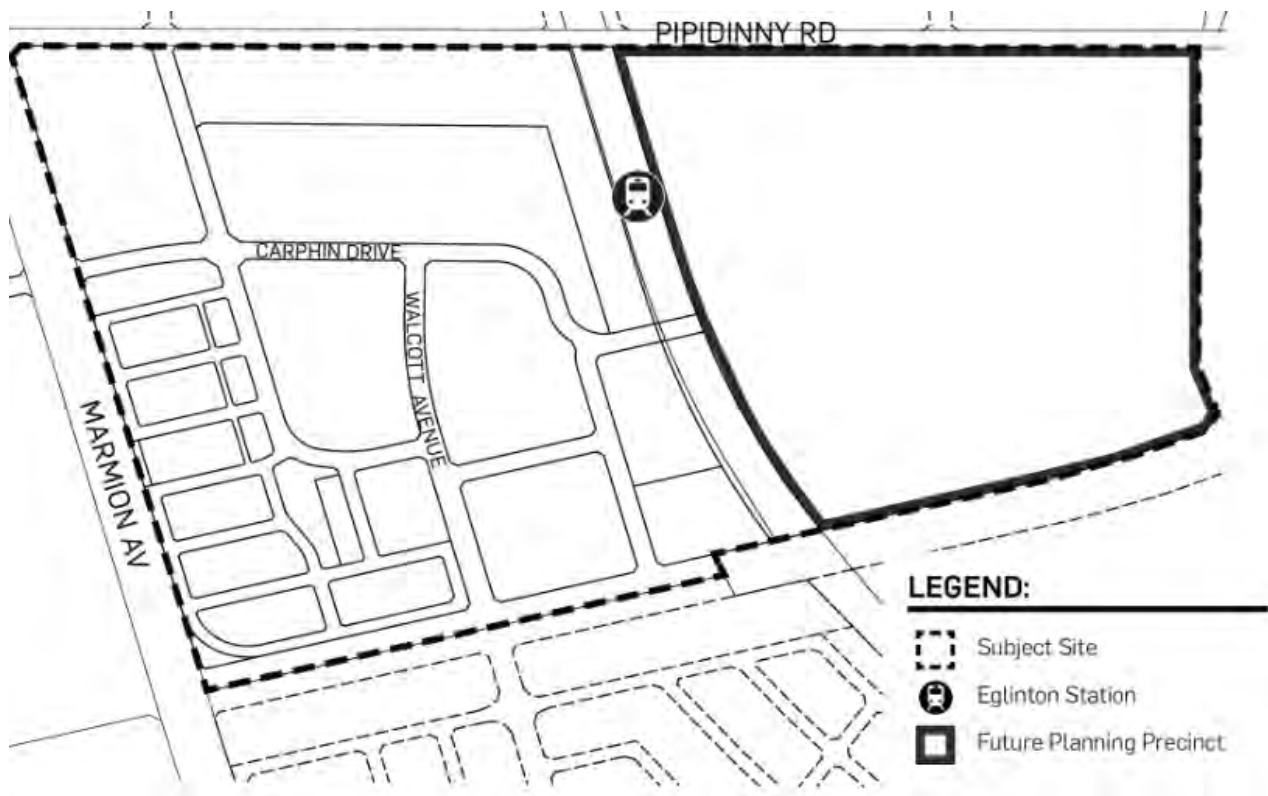 PIPIDINNY RD
CARPHIN DRIVE
WALCOTT AVENUE
MARMION AV
LEGEND:
Subject Site
Eglinton Station
Future Planning Precinct